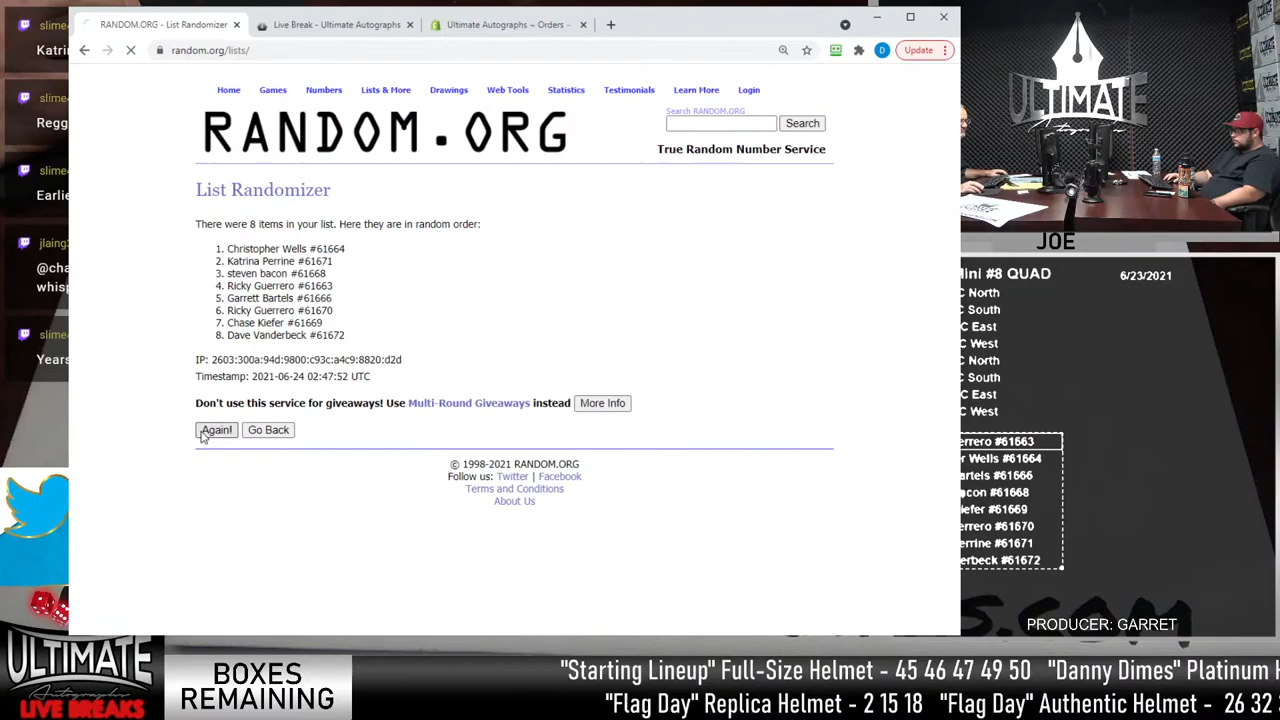 slime
Katri
slime
Regg
slime
Earlie
jlaing
@cha
whisp
slime
Years
RANDOM.ORG - List Randomizer
Live Break - Ultimate Autographs
Ultimate Autographs ~ Orders ~
random.org/lists/
D
Update
Home
Games
Numbers
Lists & More
Drawings
Web Tools
Statistics
Testimonials
Learn More
Login
RANDOM.ORG
Search RANDOM.ORG
Search
True Random Number Service
List Randomizer
There were 8 items in your list. Here they are in random order:
1. Christopher Wells #61664
2. Katrina Perrine #61671
3. steven bacon #61668
4. Ricky Guerrero #61663
5. Garrett Bartels #61666
6. Ricky Guerrero #61670
7. Chase Kiefer #61669
8. Dave Vanderbeck #61672
IP: 2603:300a:94d:9800:c93c:a4c9:8820:d2d
Timestamp: 2021-06-24 02:47:52 UTC
Don't use this service for giveaways! Use Multi-Round Giveaways instead
More Info
Again!
Go Back
© 1998-2021 RANDOM.ORG
Follow us: Twitter | Facebook
Terms and Conditions
About Us
ULTIMATE
Autographs
JOE
Mini #8 QUAD
6/23/2021
C North
C South
C East
C West
C North
C South
C East
C West
errero #61663
r Wells #61664
artels #61666
acon #61668
iefer #61669
errero #61670
errine #61671
erbeck #61672
S.COM
PRODUCER: GARRET
ULTIMATE
Autographs
LIVE BREAKS
BOXES
REMAINING
"Starting Lineup" Full-Size Helmet - 45 46 47 49 50 "Danny Dimes" Platinum H
"Flag Day" Replica Helmet - 2 15 18 "Flag Day" Authentic Helmet - 26 32